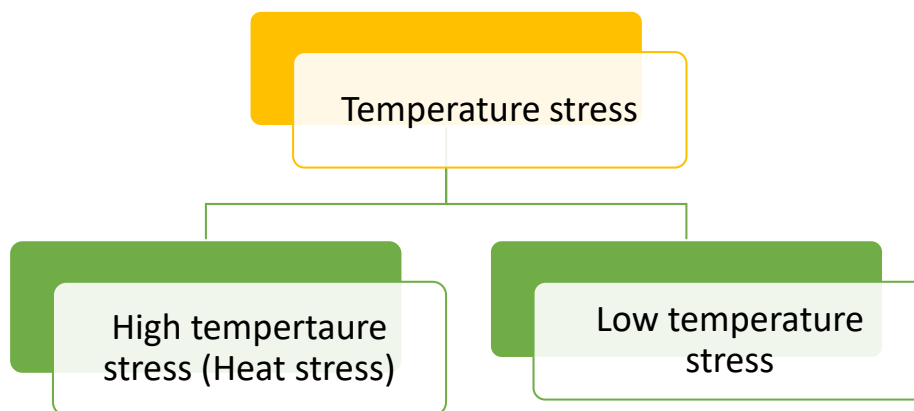 Temperature stress
High tempertaure
stress (Heat stress)
Low temperature
stress